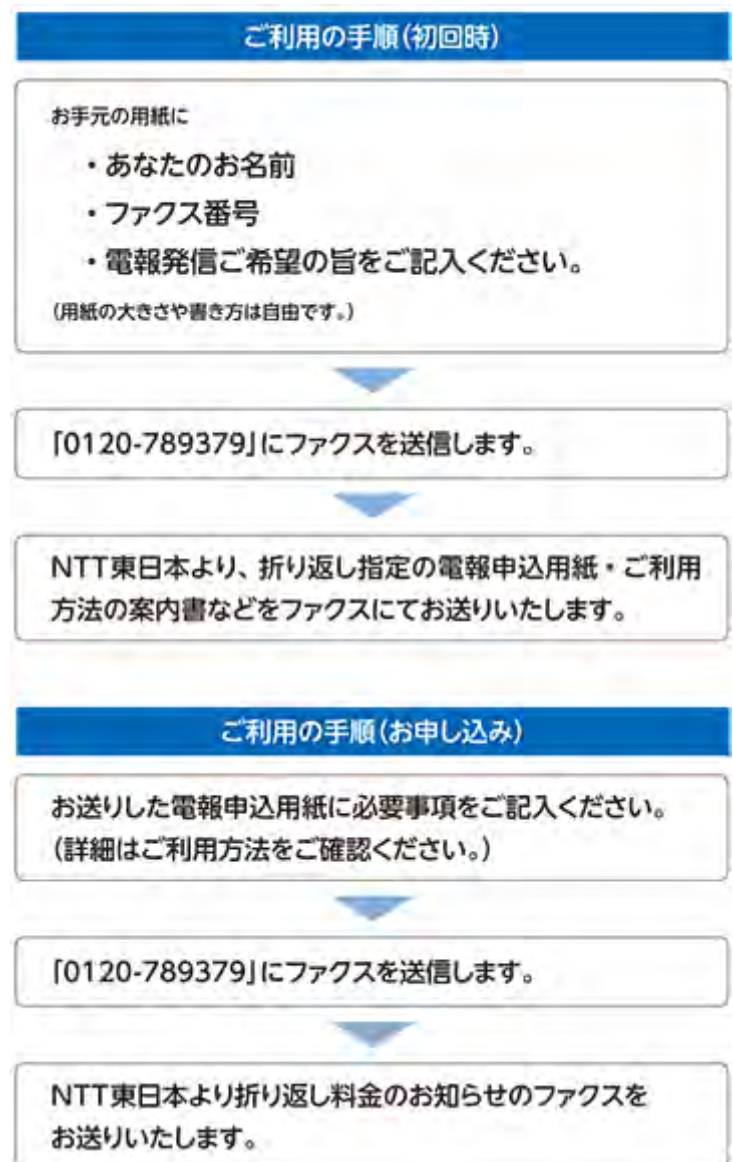 ご利用の手順(初回時)
お手元の用紙に
・あなたのお名前
・ファクス番号
・電報発信ご希望の旨をご記入ください。
(用紙の大きさや書き方は自由です。)
「0120-789379」にファクスを送信します。
NTT東日本より、折り返し指定の電報申込用紙・ご利用
方法の案内書などをファクスにてお送りいたします。
ご利用の手順(お申し込み)
お送りした電報申込用紙に必要事項をご記入ください。
(詳細はご利用方法をご確認ください。)
「0120-789379」にファクスを送信します。
NTT東日本より折り返し料金のお知らせのファクスを
お送りいたします。